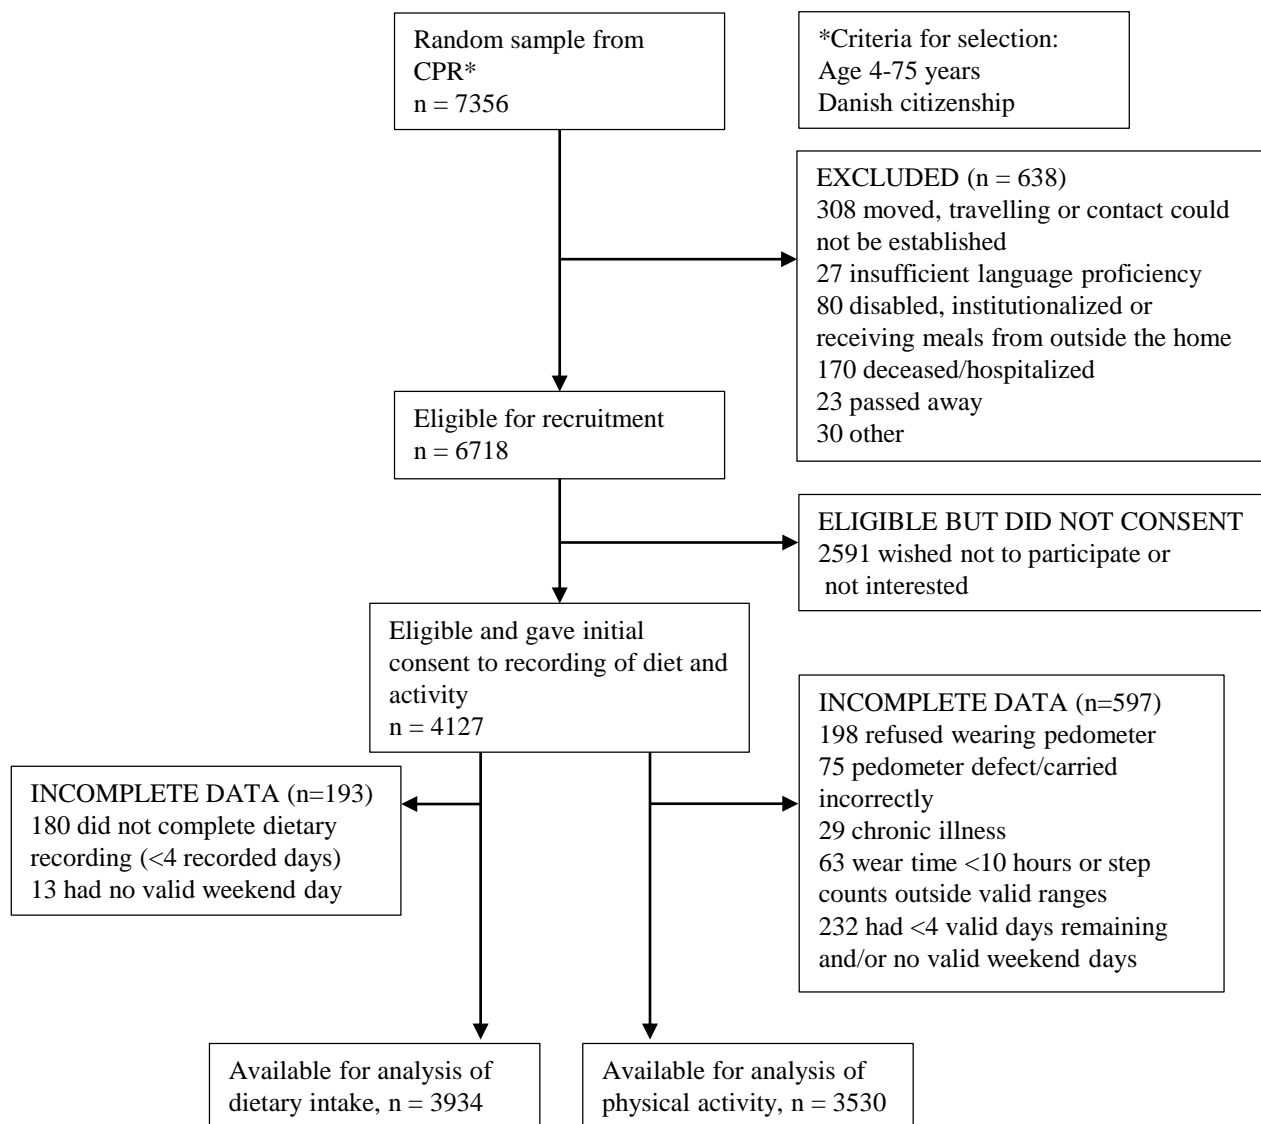 Random sample from
CPR*
n = 7356
*Criteria for selection:
Age 4-75 years
Danish citizenship
EXCLUDED (n = 638)
308 moved, travelling or contact could
not be established
27 insufficient language proficiency
80 disabled, institutionalized or
receiving meals from outside the home
170 deceased/hospitalized
23 passed away
30 other
Eligible for recruitment
n = 6718
ELIGIBLE BUT DID NOT CONSENT
2591 wished not to participate or
not interested
Eligible and gave initial
consent to recording of diet and
activity
n = 4127
INCOMPLETE DATA (n=597)
198 refused wearing pedometer
75 pedometer defect/carried
incorrectly
29 chronic illness
63 wear time <10 hours or step
counts outside valid ranges
232 had <4 valid days remaining
and/or no valid weekend days
INCOMPLETE DATA (n=193)
180 did not complete dietary
recording (<4 recorded days)
13 had no valid weekend day
Available for analysis of
dietary intake, n = 3934
Available for analysis of
physical activity, n = 3530